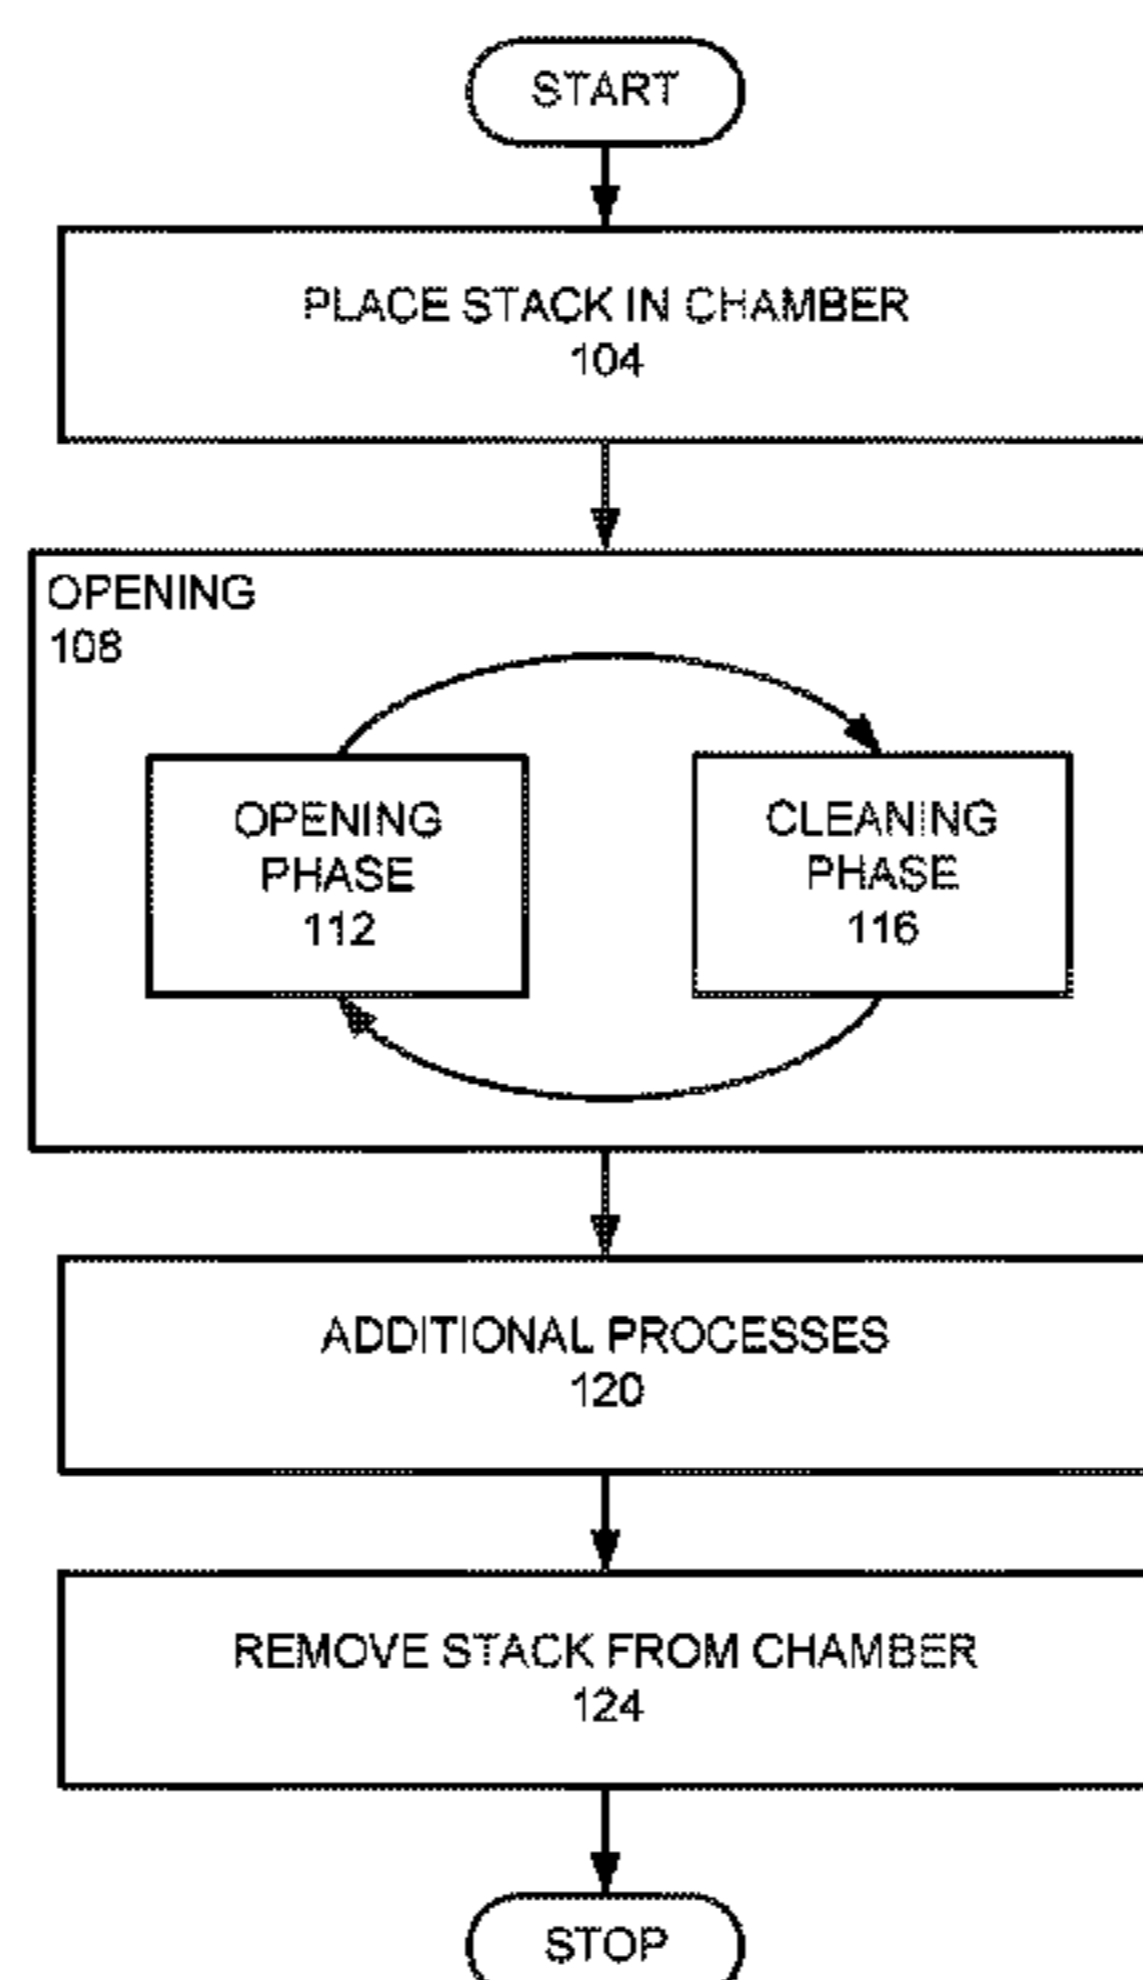 START
PLACE STACK IN CHAMBER
104
OPENING
108
OPENING
PHASE
112
CLEANING
PHASE
116
ADDITIONAL PROCESSES
120
REMOVE STACK FROM CHAMBER
124
STOP